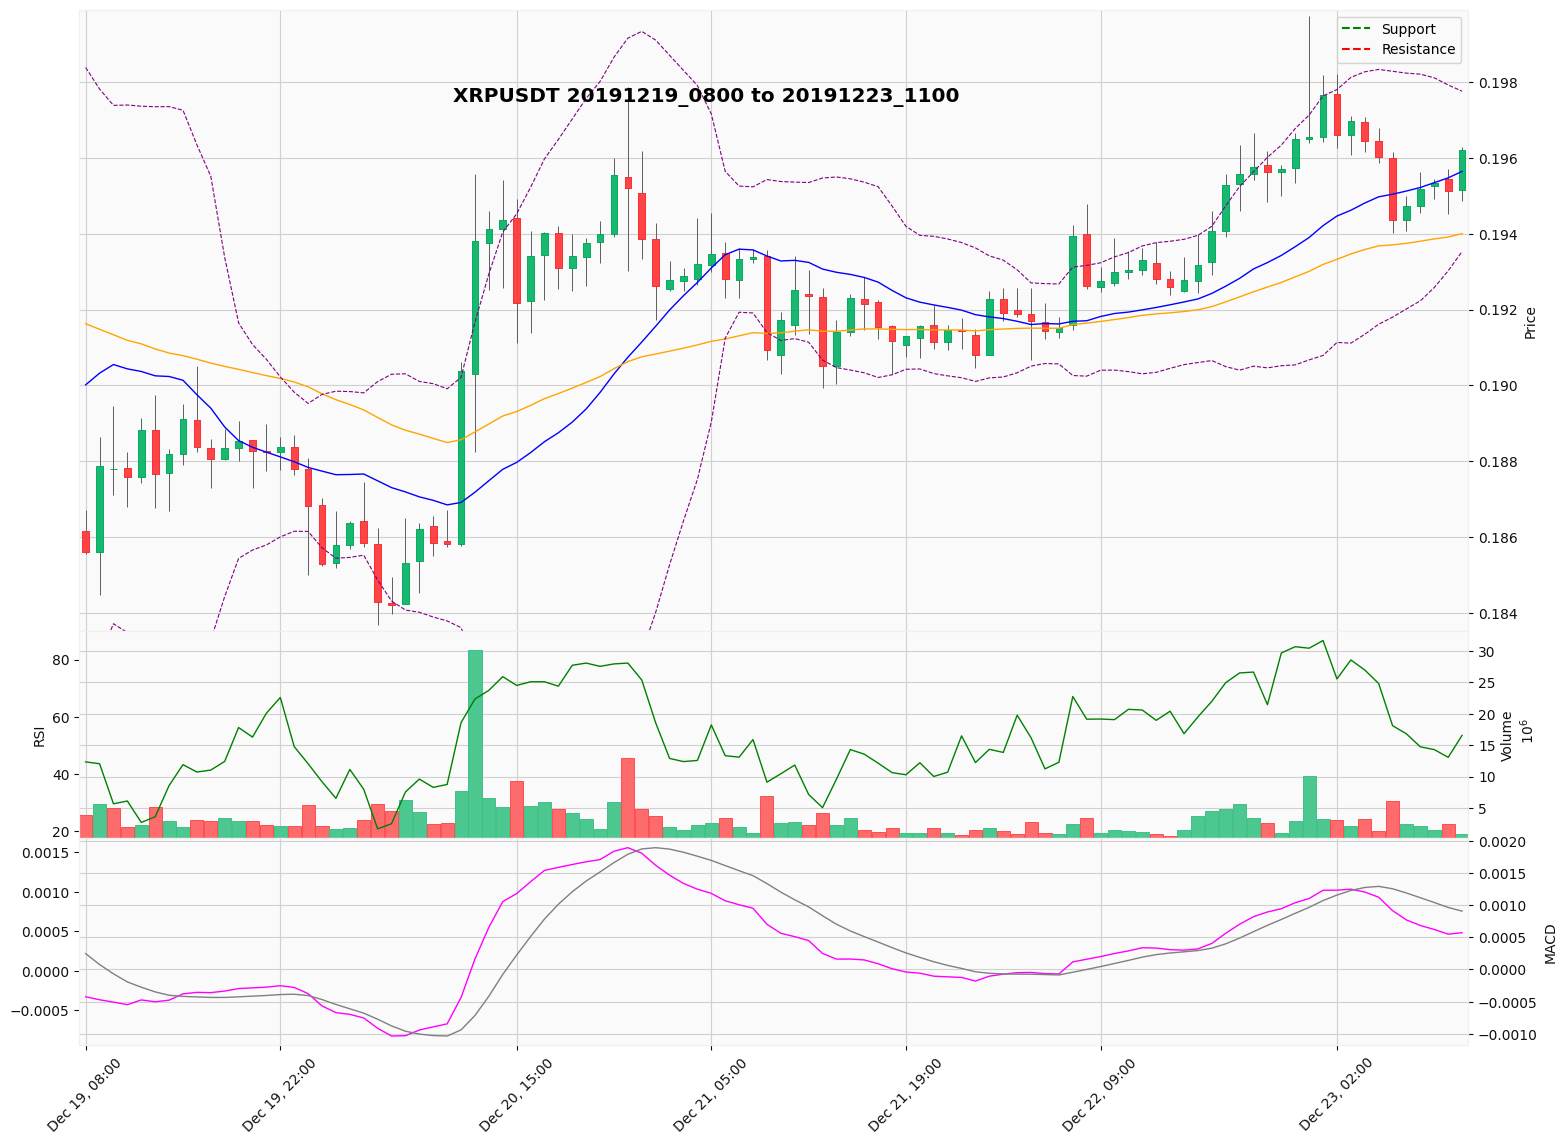 Support
Resistance
XRPUSDT 20191219_0800 to 20191223_1100
0.198
0.196
0.194
0.192
0.190
0.188
0.186
0.184
Price
80
60
40
20
RSI
30
25
20
15
10
5
Volume
10^6
0.0015
0.0010
0.0005
0.0000
−0.0005
0.0020
0.0015
0.0010
0.0005
0.0000
−0.0005
−0.0010
MACD
Dec 19, 08:00
Dec 19, 22:00
Dec 20, 15:00
Dec 21, 05:00
Dec 21, 19:00
Dec 22, 09:00
Dec 23, 02:00